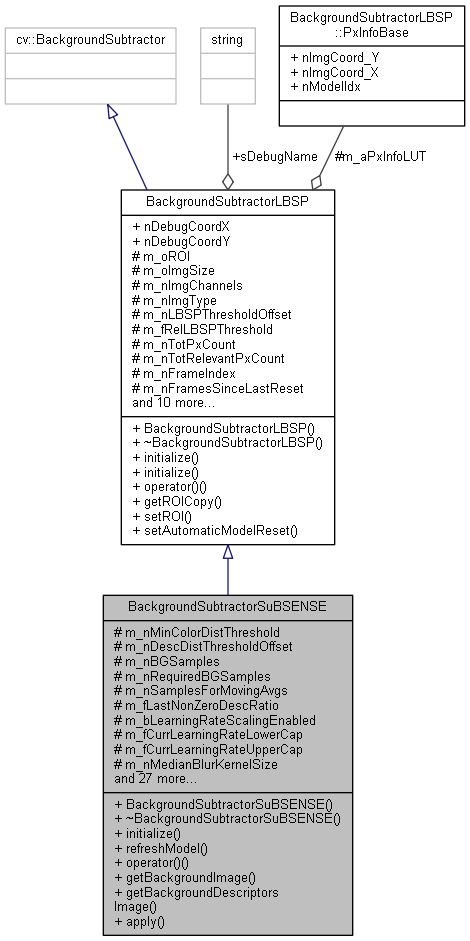 BackgroundSubtractorLBSP
::PxInfoBase
+ nImgCoord_Y
+ nImgCoord_X
+ nModelIdx
cv::BackgroundSubtractor
string
+sDebugName
#m_aPxInfoLUT
BackgroundSubtractorLBSP
+ nDebugCoordX
+ nDebugCoordY
# m_oROI
# m_oImgSize
# m_nImgChannels
# m_nImgType
# m_nLBSPThresholdOffset
# m_fRelLBSPThreshold
# m_nTotPxCount
# m_nTotRelevantPxCount
# m_nFrameIndex
# m_nFramesSinceLastReset
and 10 more...
+ BackgroundSubtractorLBSP()
+ ~BackgroundSubtractorLBSP()
+ initialize()
+ initialize()
+ operator()()
+ getROICopy()
+ setROI()
+ setAutomaticModelReset()
BackgroundSubtractorSuBSENSE
# m_nMinColorDistThreshold
# m_nDescDistThresholdOffset
# m_nBGSamples
# m_nRequiredBGSamples
# m_nSamplesForMovingAvgs
# m_fLastNonZeroDescRatio
# m_bLearningRateScalingEnabled
# m_fCurrLearningRateLowerCap
# m_fCurrLearningRateUpperCap
# m_nMedianBlurKernelSize
and 27 more...
+ BackgroundSubtractorSuBSENSE()
+ ~BackgroundSubtractorSuBSENSE()
+ initialize()
+ refreshModel()
+ operator()()
+ getBackgroundImage()
+ getBackgroundDescriptors
Image()
+ apply()